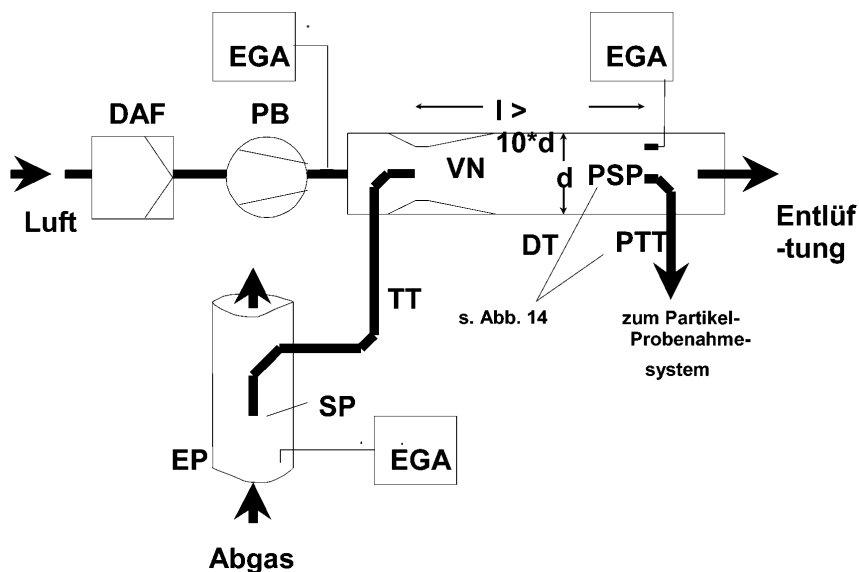 EGA
EGA
DAF
PB
l >
10*d
VN
d
PSP
Luft
Entlüf
-tung
DT
PTT
TT
s. Abb. 14
zum Partikel-
Probenahme-
system
SP
EP
EGA
Abgas